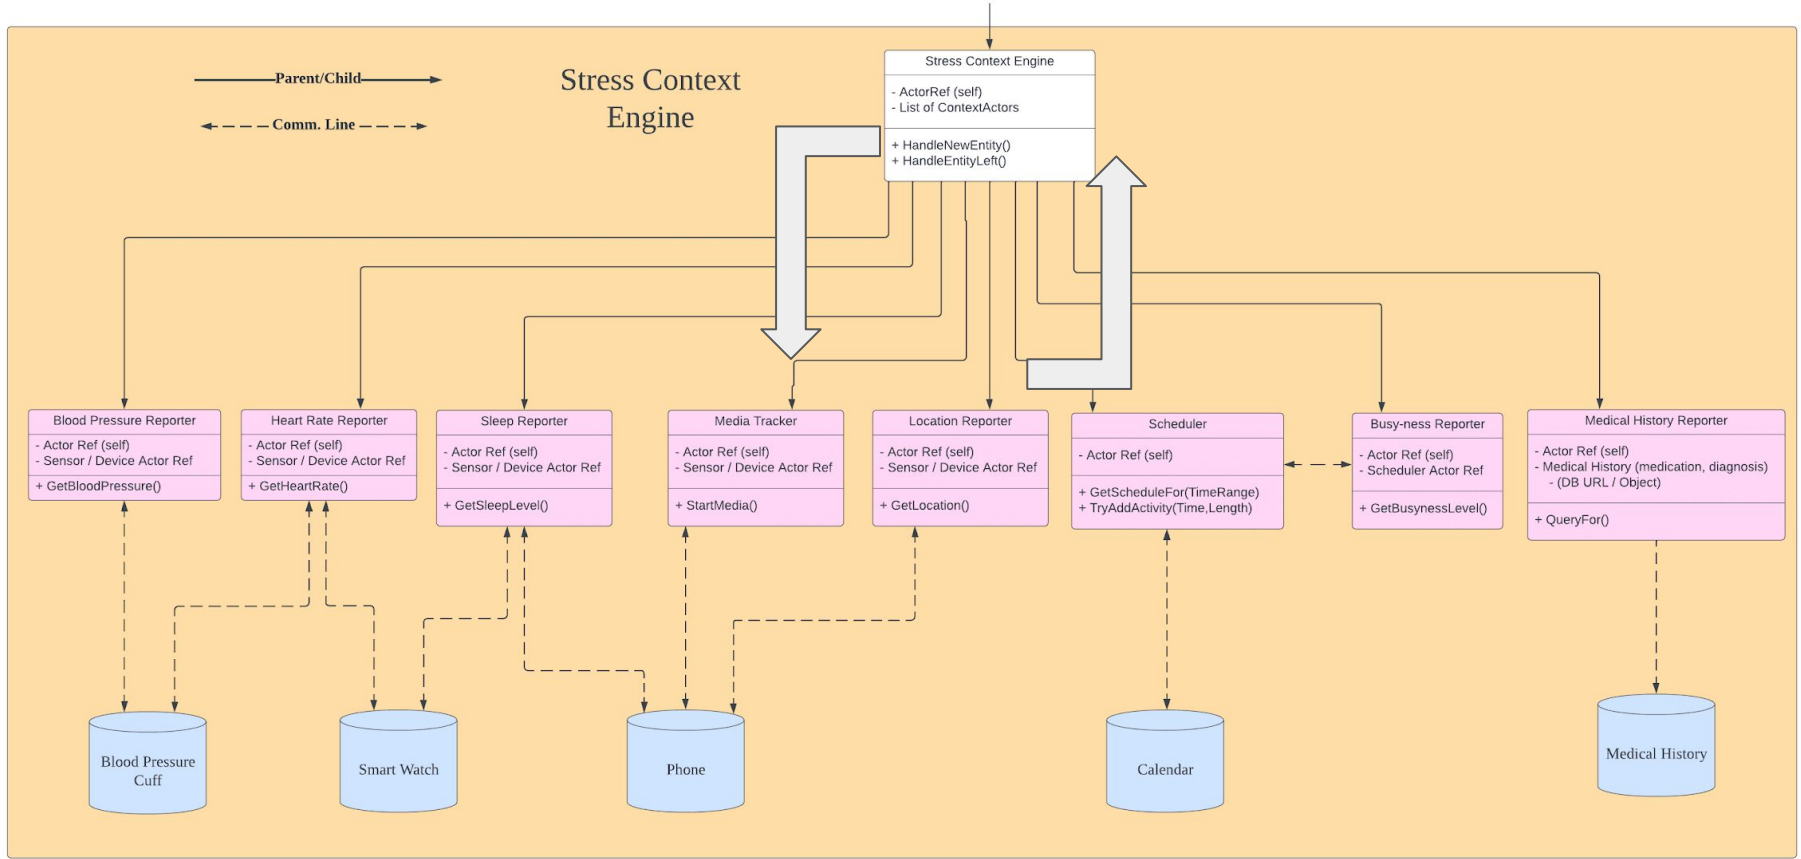 Parent/Child
Comm. Line
Stress Context
Engine
Stress Context Engine
- ActorRef (self)
- List of ContextActors
+ HandleNewEntity()
+ HandleEntityLeft()
Blood Pressure Reporter
- Actor Ref (self)
- Sensor / Device Actor Ref
+ GetBloodPressure()
Heart Rate Reporter
- Actor Ref (self)
- Sensor / Device Actor Ref
+ GetHeartRate()
Sleep Reporter
- Actor Ref (self)
- Sensor / Device Actor Ref
+ GetSleepLevel()
Media Tracker
- Actor Ref (self)
- Sensor / Device Actor Ref
+ StartMedia()
Location Reporter
- Actor Ref (self)
- Sensor / Device Actor Ref
+ GetLocation()
Scheduler
- Actor Ref (self)
+ GetScheduleFor(TimeRange)
+ TryAddActivity(Time,Length)
Busy-ness Reporter
- Actor Ref (self)
- Scheduler Actor Ref
+ GetBusynessLevel()
Medical History Reporter
- Actor Ref (self)
- Medical History (medication, diagnosis)
- (DB URL / Object)
+ QueryFor()
Blood Pressure
Cuff
Smart Watch
Phone
Calendar
Medical History